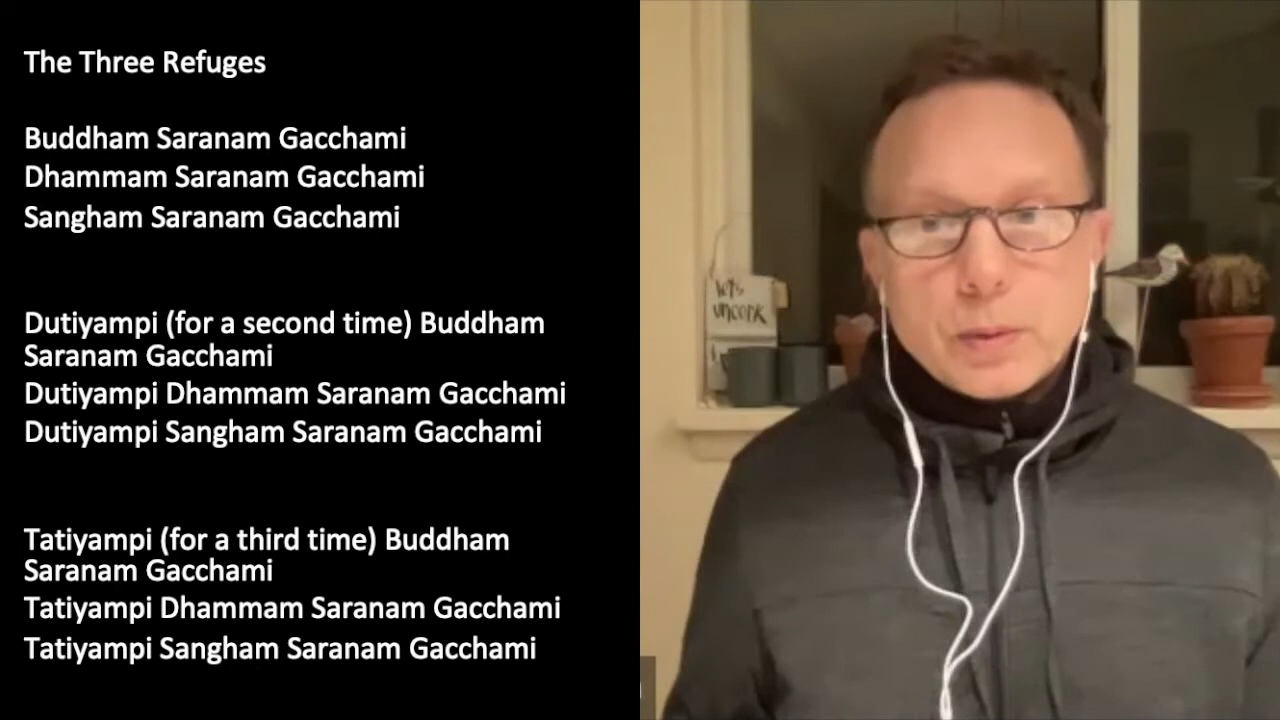 The Three Refuges
Buddham Saranam Gacchami
Dhammam Saranam Gacchami
Sangham Saranam Gacchami
Dutiyampi (for a second time) Buddham
Saranam Gacchami
Dutiyampi Dhammam Saranam Gacchami
Dutiyampi Sangham Saranam Gacchami
Tatiyampi (for a third time) Buddham
Saranam Gacchami
Tatiyampi Dhammam Saranam Gacchami
Tatiyampi Sangham Saranam Gacchami
let's
uncork